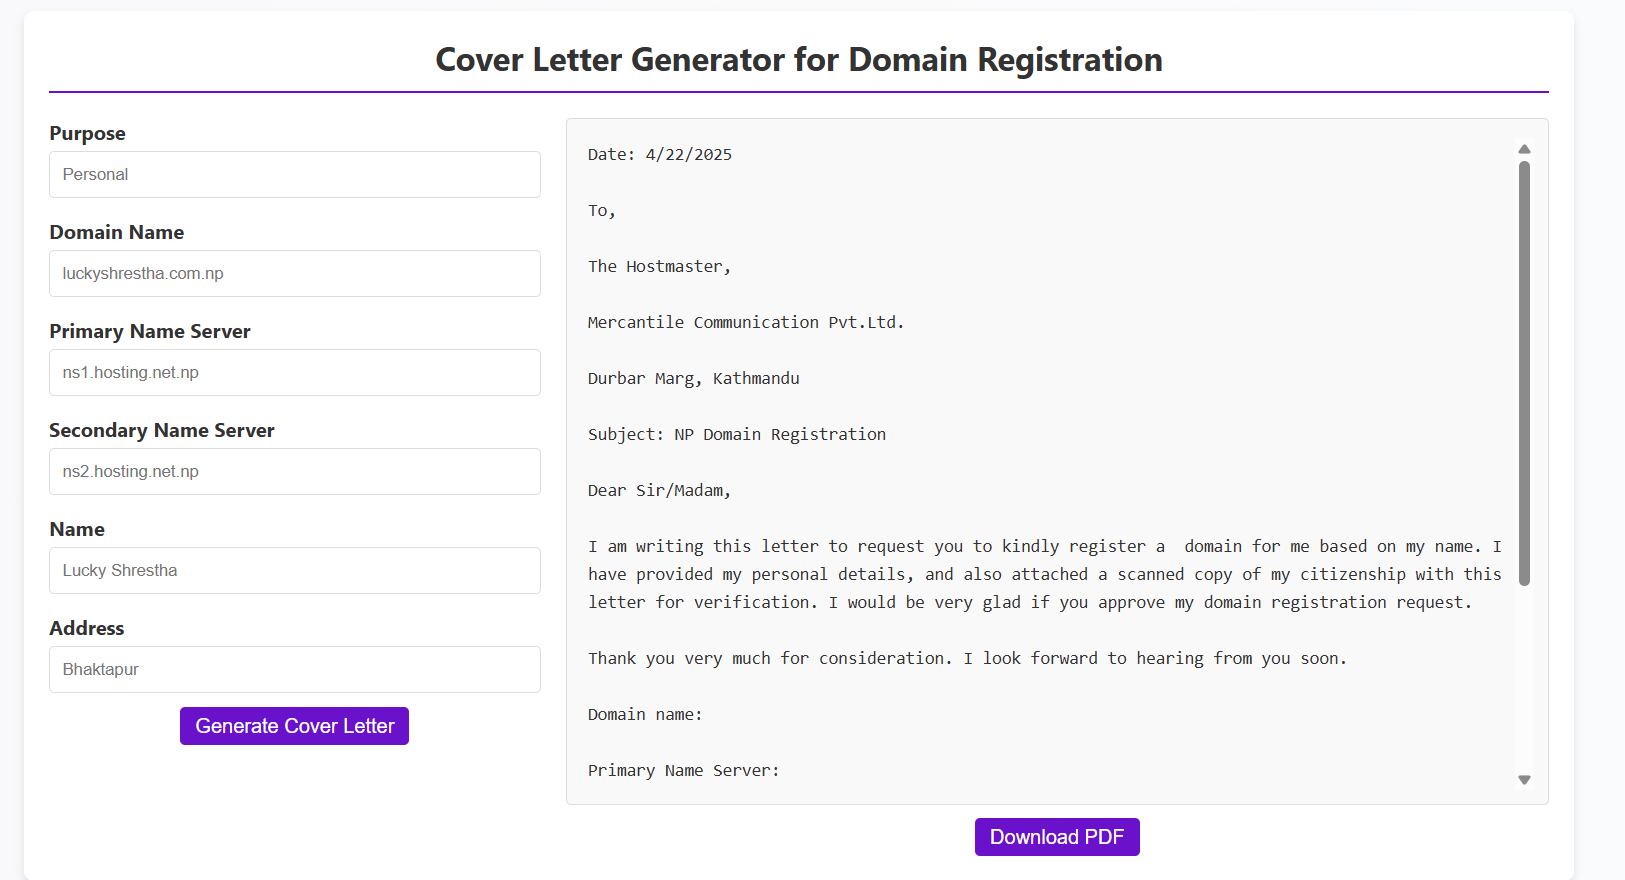 Cover Letter Generator for Domain Registration
Purpose
Personal
Domain Name
luckyshrestha.com.np
Primary Name Server
ns1.hosting.net.np
Secondary Name Server
ns2.hosting.net.np
Name
Lucky Shrestha
Address
Bhaktapur
Generate Cover Letter
Date: 4/22/2025
To,
The Hostmaster,
Mercantile Communication Pvt.Ltd.
Durbar Marg, Kathmandu
Subject: NP Domain Registration
Dear Sir/Madam,
I am writing this letter to request you to kindly register a  domain for me based on my name. I
have provided my personal details, and also attached a scanned copy of my citizenship with this
letter for verification. I would be very glad if you approve my domain registration request.
Thank you very much for consideration. I look forward to hearing from you soon.
Domain name:
Primary Name Server:
Download PDF